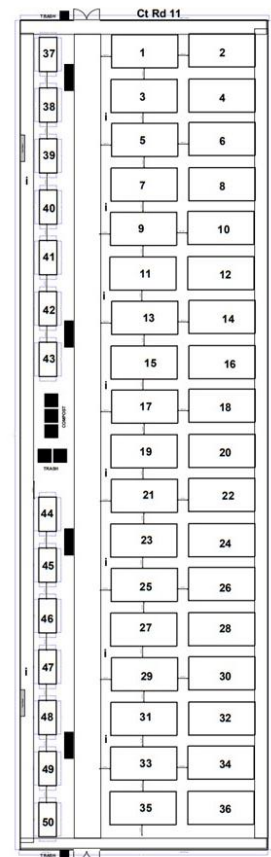 TRASH
Ct Rd 11
37
1 2
38
3 4
i
39
5 6
i
7 8
40
i
9 10
41
11 12
42
i
13 14
43
15 16
i
COMPOST
17 18
TRASH
19 20
i
44
21 22
45
23 24
i
46
25 26
27 28
47
i
i
29 30
48
31 32
i
49
33 34
50
35 36
TRASH